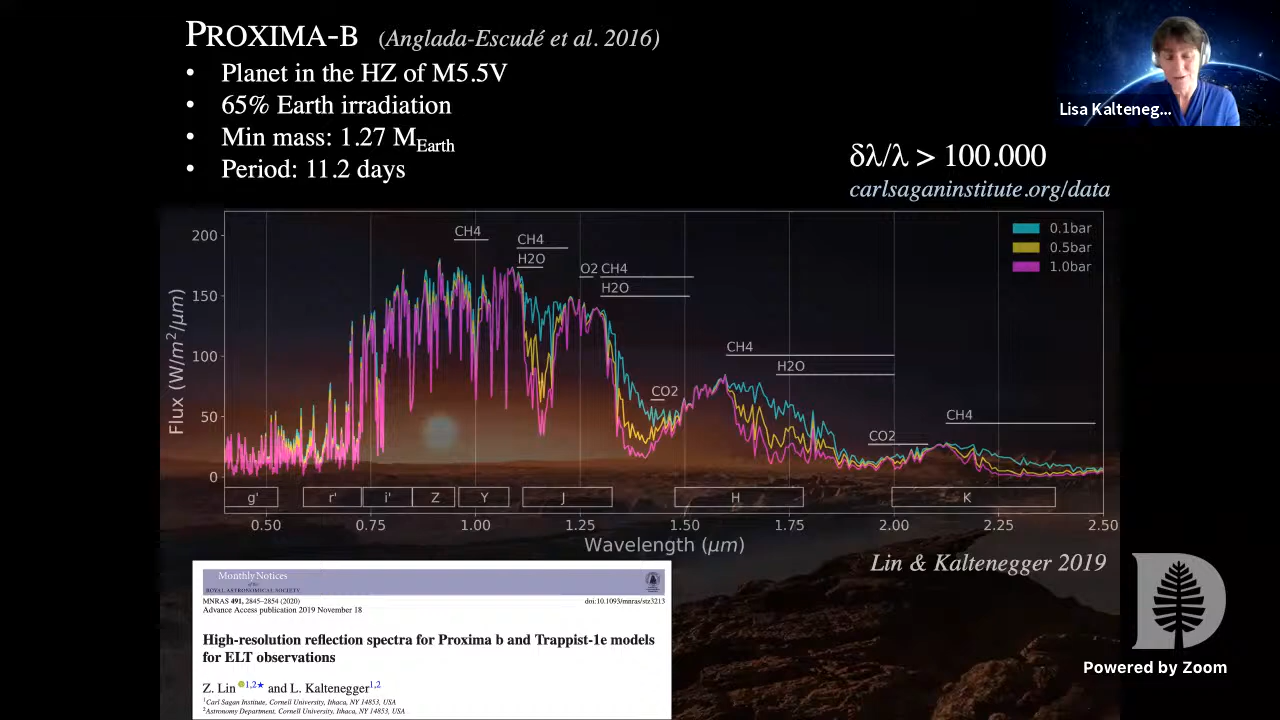 PROXIMA-B (Anglada-Escudé et al. 2016)
• Planet in the HZ of M5.5V
• 65% Earth irradiation
• Min mass: 1.27 MEarth
• Period: 11.2 days
Lisa Kalteneg...
δλ/λ > 100.000
carlsaganinstitute.org/data
0.1bar
0.5bar
1.0bar
CH4
CH4
H2O
O2 CH4
H2O
CO2
CH4
H2O
CO2
CH4
Flux (W/m2/μm)
200
150
100
50
0
g' r' i' Z Y J H K
0.50 0.75 1.00 1.25 1.50 1.75 2.00 2.25 2.50
Wavelength (μm)
Lin & Kaltenegger 2019
Monthly Notices
of the
ROYAL ASTRONOMICAL SOCIETY
MNRAS 491, 2845–2854 (2020)
doi:10.1093/mnras/stz3213
Advance Access publication 2019 November 18
High-resolution reflection spectra for Proxima b and Trappist-1e models
for ELT observations
Z. Lin 1,2★ and L. Kaltenegger1,2
1Carl Sagan Institute, Cornell University, Ithaca, NY 14853, USA
2Astronomy Department, Cornell University, Ithaca, NY 14853, USA
D
Powered by Zoom